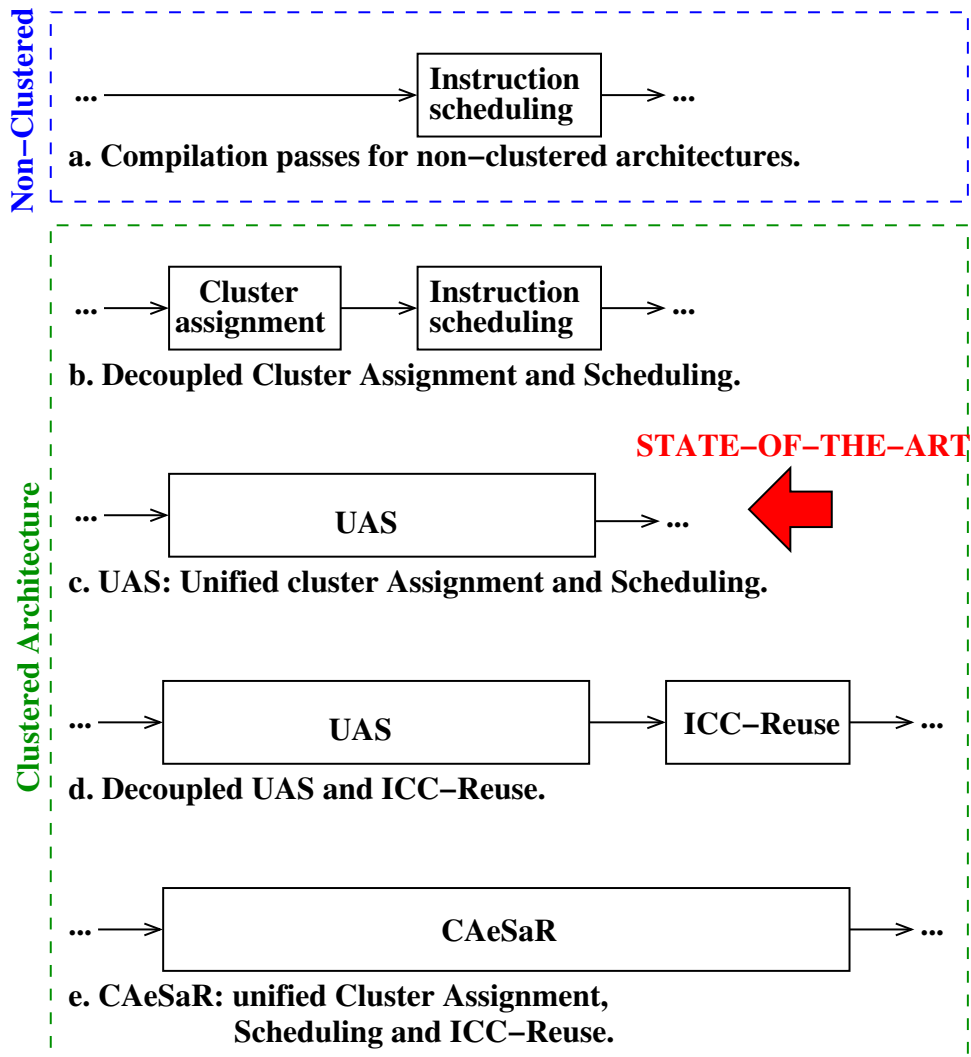 Non−Clustered
... Instruction scheduling ...
a. Compilation passes for non−clustered architectures.
Clustered Architecture
... Cluster assignment Instruction scheduling ...
b. Decoupled Cluster Assignment and Scheduling.
STATE−OF−THE−ART
... UAS ...
c. UAS: Unified cluster Assignment and Scheduling.
... UAS ICC−Reuse ...
d. Decoupled UAS and ICC−Reuse.
... CAeSaR ...
e. CAeSaR: unified Cluster Assignment,
Scheduling and ICC−Reuse.